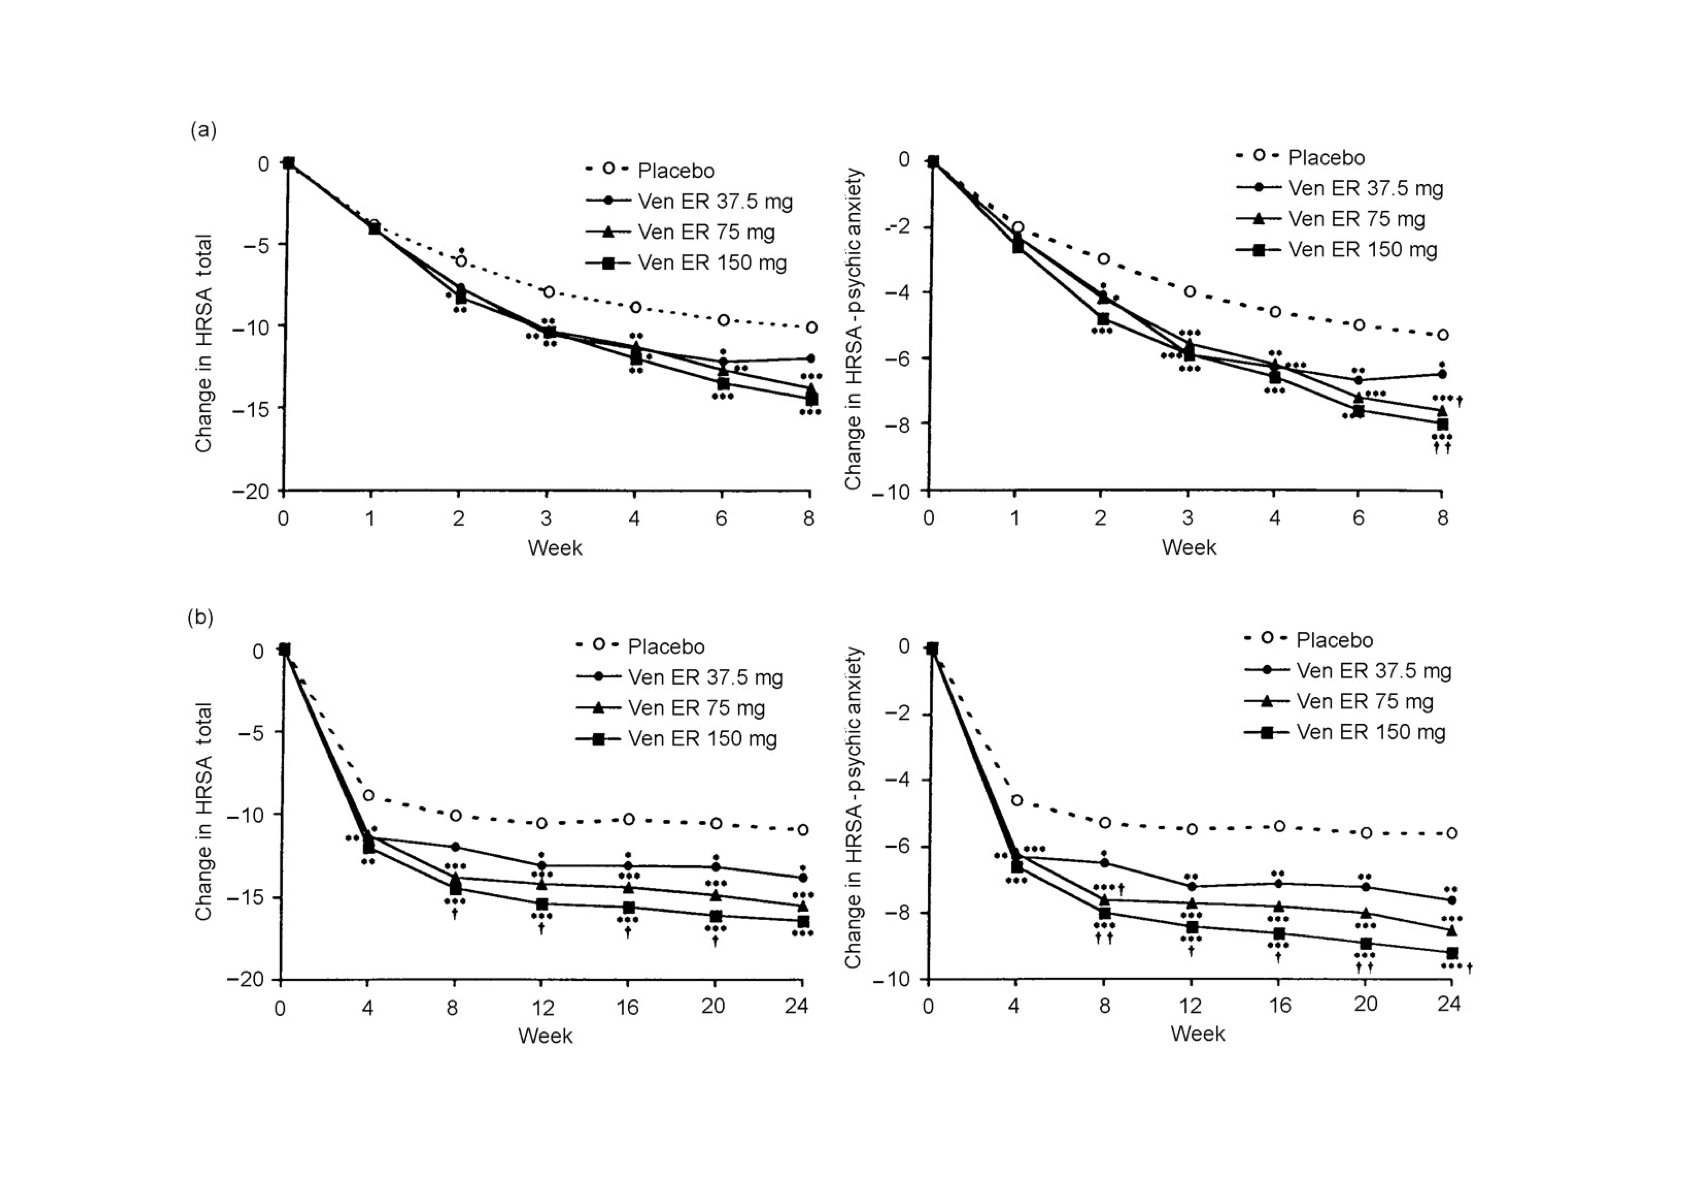 (a)
Change in HRSA total
0
−5
−10
−15
−20
0 1 2 3 4 6 8
Week
Placebo
Ven ER 37.5 mg
Ven ER 75 mg
Ven ER 150 mg
Change in HRSA-psychic anxiety
0
-2
−4
−6
−8
−10
0 1 2 3 4 6 8
Week
Placebo
Ven ER 37.5 mg
Ven ER 75 mg
Ven ER 150 mg
(b)
Change in HRSA total
0
−5
−10
−15
−20
0 4 8 12 16 20 24
Week
Placebo
Ven ER 37.5 mg
Ven ER 75 mg
Ven ER 150 mg
Change in HRSA-psychic anxiety
0
−2
−4
−6
−8
−10
0 4 8 12 16 20 24
Week
Placebo
Ven ER 37.5 mg
Ven ER 75 mg
Ven ER 150 mg